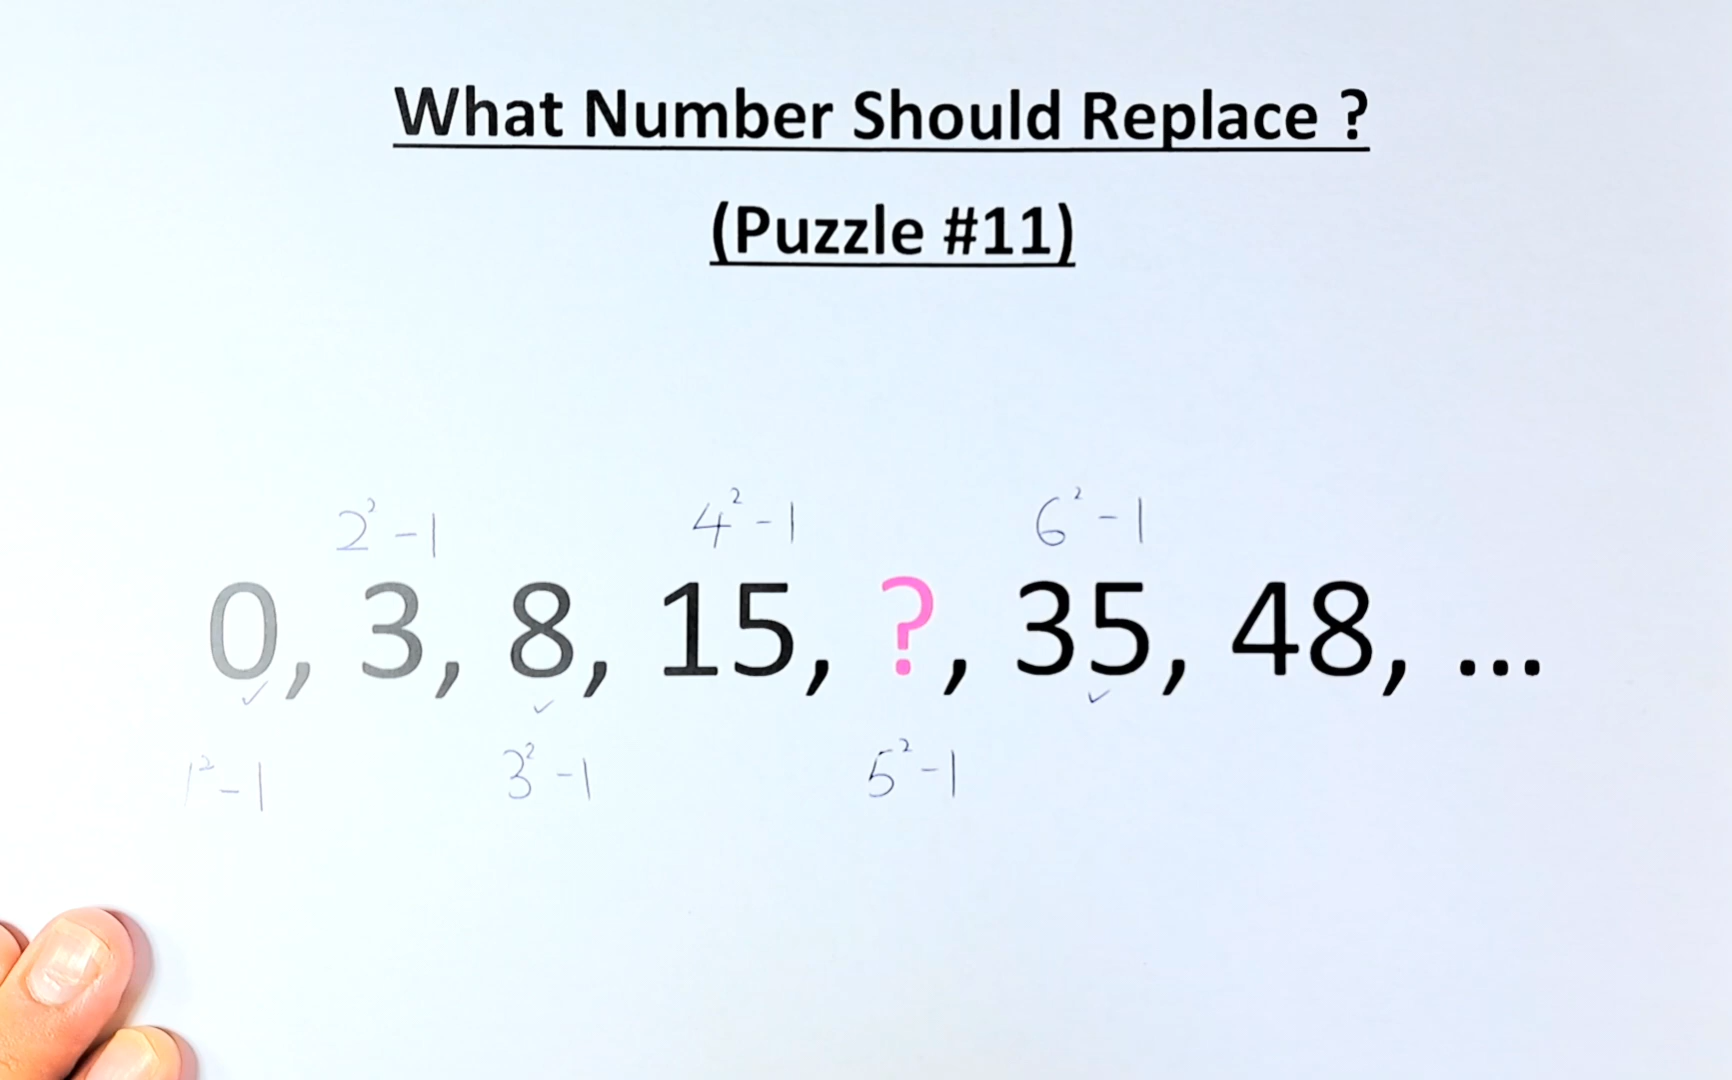 What Number Should Replace ?
(Puzzle #11)
2²-1 4²-1 6²-1
0, 3, 8, 15, ?, 35, 48, ...
1²-1 3²-1 5²-1